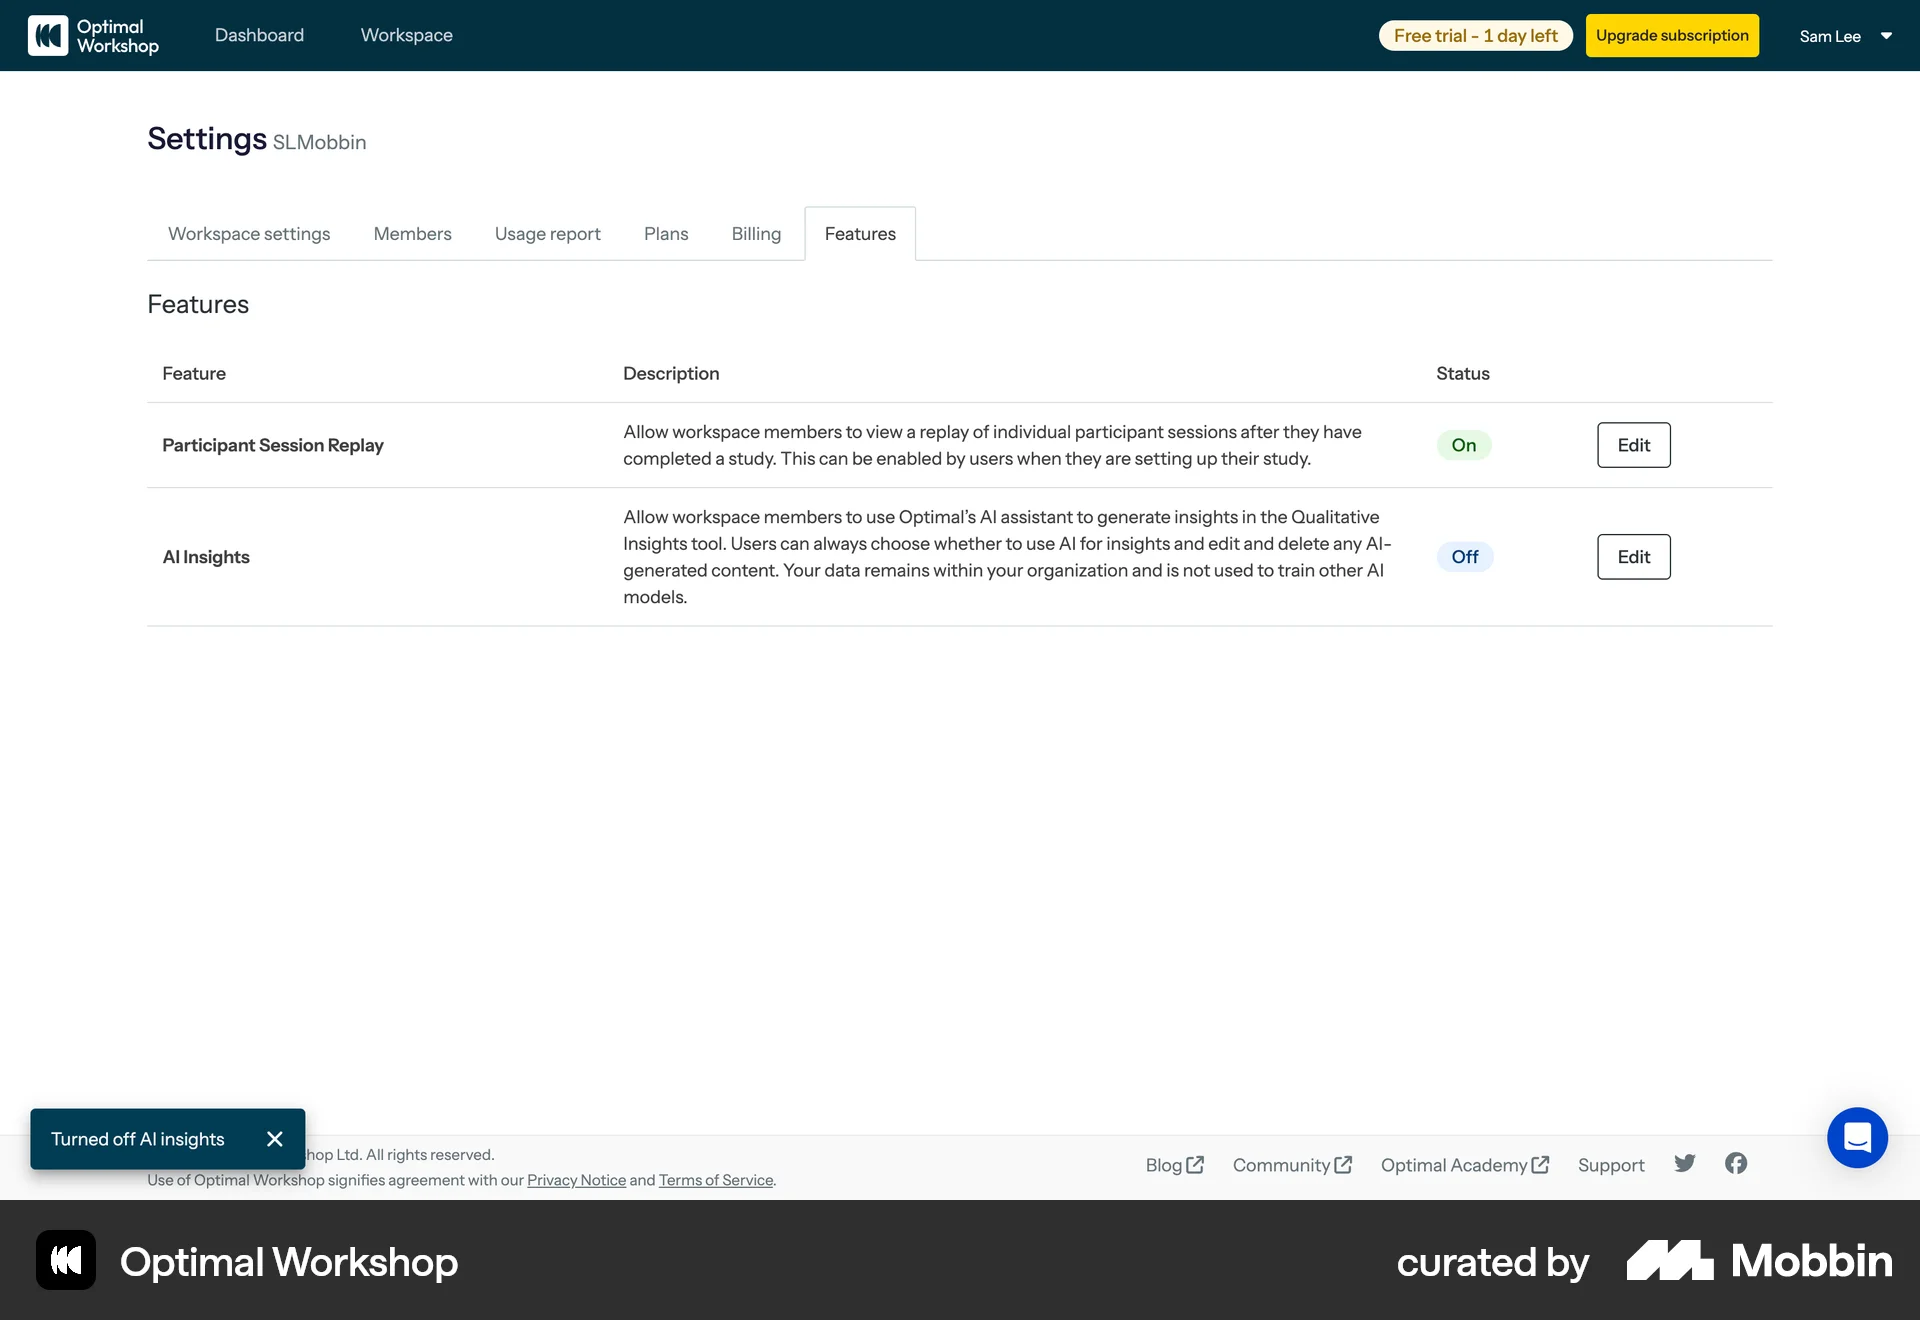 Optimal
Workshop
Dashboard
Workspace
Free trial - 1 day left
Upgrade subscription
Sam Lee
Settings SLMobbin
Workspace settings
Members
Usage report
Plans
Billing
Features
Features
Feature
Description
Status
Participant Session Replay
Allow workspace members to view a replay of individual participant sessions after they have
completed a study. This can be enabled by users when they are setting up their study.
On
Edit
AI Insights
Allow workspace members to use Optimal's AI assistant to generate insights in the Qualitative
Insights tool. Users can always choose whether to use AI for insights and edit and delete any AI-
generated content. Your data remains within your organization and is not used to train other AI
models.
Off
Edit
Turned off AI insights
Ltd. All rights reserved.
Use of Optimal Workshop signifies agreement with our Privacy Notice and Terms of Service.
Blog
Community
Optimal Academy
Support
Optimal Workshop
curated by
Mobbin